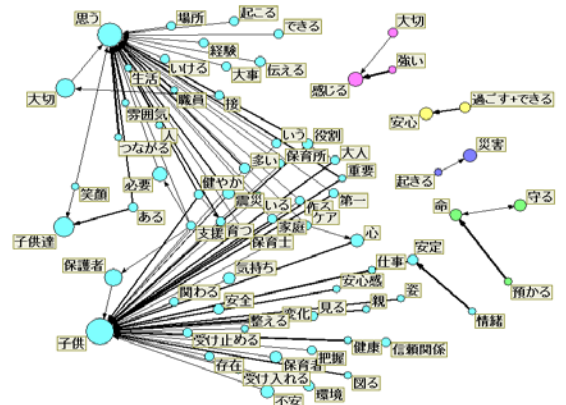 思う
場所
起こる
できる
経験
大事
伝える
いける
生活
大切
職員
接
雰囲気
人
つながる
いう
役割
多い
保育所
大人
重要
笑顔
必要
健やか
震災
いる
第一
ある
子供達
支援
育つ
家庭
ケア
保育士
心
保護者
気持ち
仕事
安定
関わる
安全
安心感
姿
変化
見る
親
整える
情緒
子供
受け止める
健康
信頼関係
存在
保育者
把握
受け入れる
図る
不安
環境
大切
強い
感じる
過ごす+できる
安心
災害
起きる
守る
命
預かる